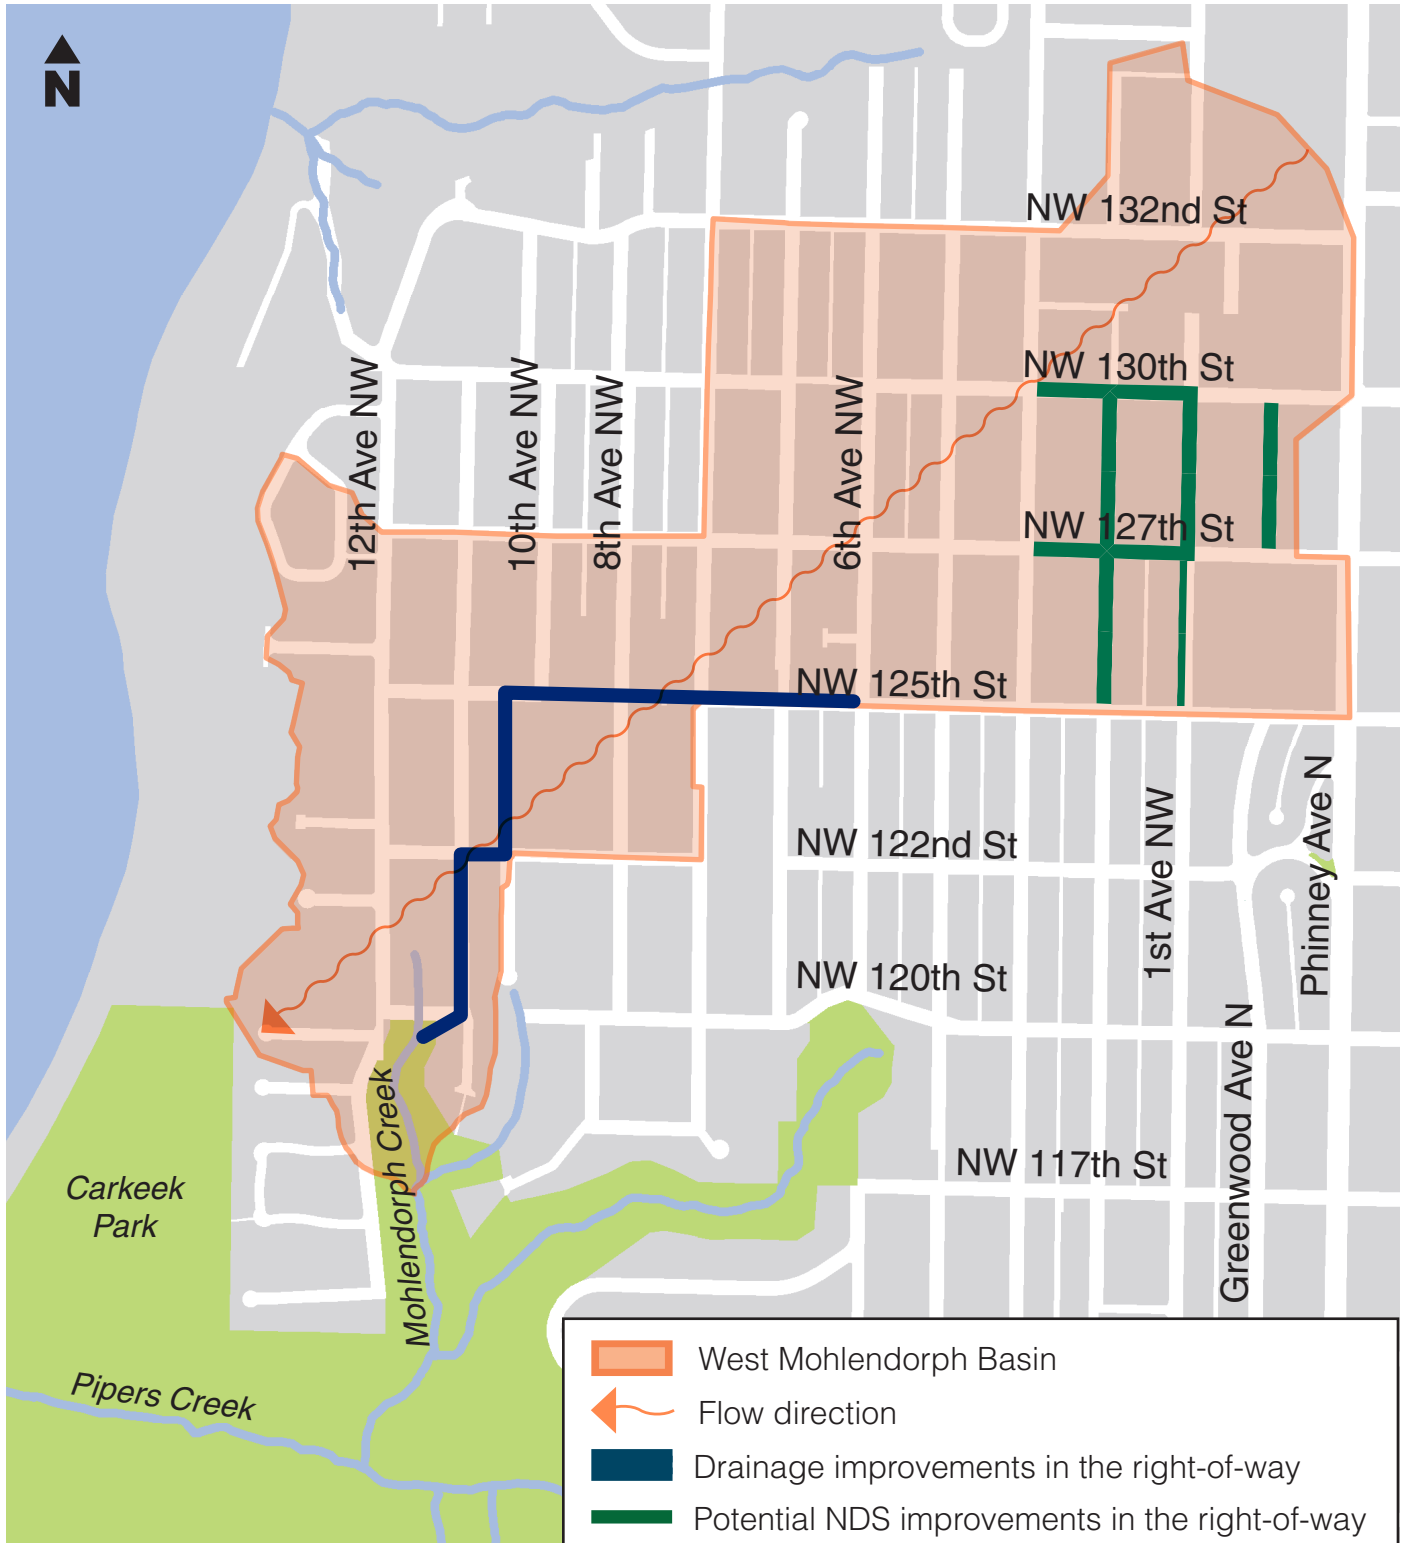 N
NW 132nd St
NW 130th St
12th Ave NW
10th Ave NW
8th Ave NW
6th Ave NW
NW 127th St
NW 125th St
NW 122nd St
1st Ave NW
Phinney Ave N
NW 120th St
Greenwood Ave N
Mohlendorph Creek
NW 117th St
Carkeek
Park
Pipers Creek
West Mohlendorph Basin
Flow direction
Drainage improvements in the right-of-way
Potential NDS improvements in the right-of-way